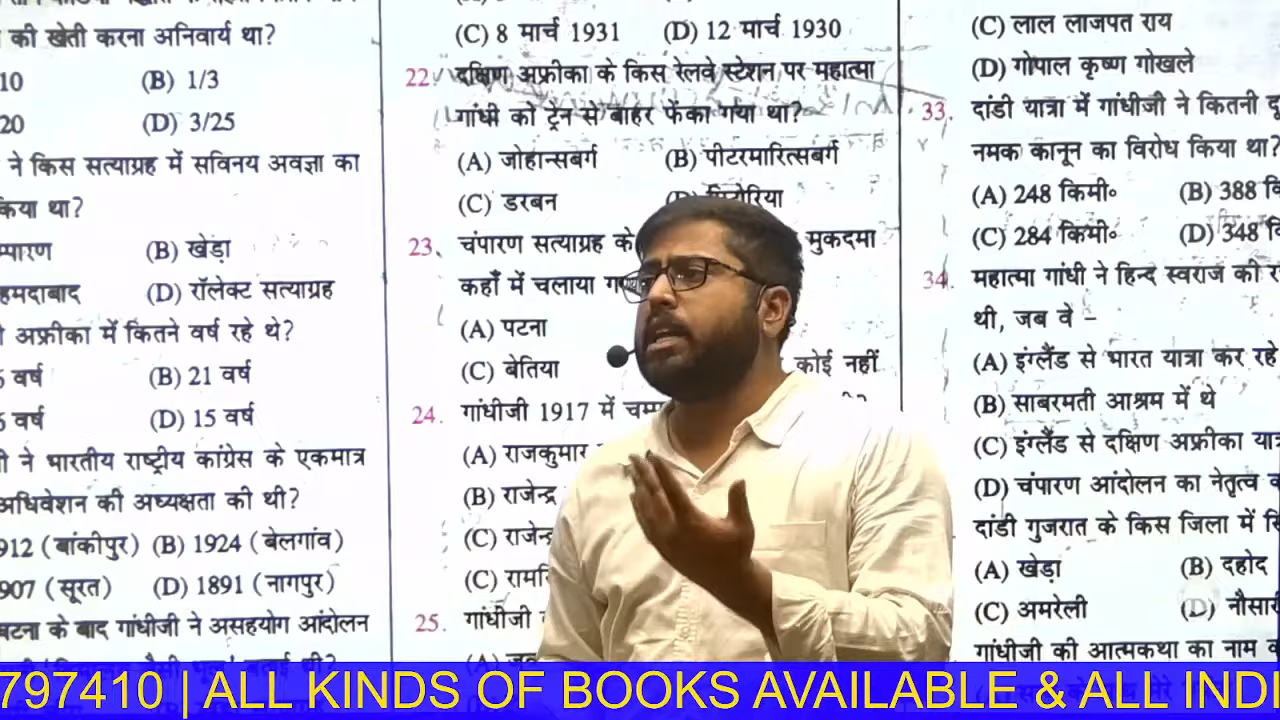 की खेती करना अनिवार्य था?
10 (B) 1/3
20 (D) 3/25
ने किस सत्याग्रह में सविनय अवज्ञा का
किया था?
म्पारण (B) खेड़ा
हमदाबाद (D) रॉलेक्ट सत्याग्रह
अफ्रीका में कितने वर्ष रहे थे?
वर्ष (B) 21 वर्ष
वर्ष (D) 15 वर्ष
ने भारतीय राष्ट्रीय कांग्रेस के एकमात्र
अधिवेशन की अध्यक्षता की थी?
912 (बांकीपुर) (B) 1924 (बेलगांव)
907 (सूरत) (D) 1891 (नागपुर)
घटना के बाद गांधीजी ने असहयोग आंदोलन
(C) 8 मार्च 1931 (D) 12 मार्च 1930
22. दक्षिण अफ्रीका के किस रेलवे स्टेशन पर महात्मा
गांधी को ट्रेन से बाहर फेंका गया था?
(A) जोहान्सबर्ग (B) पीटरमारित्सबर्ग
(C) डरबन
23. चंपारण सत्याग्रह के मुकदमा
कहाँ में चलाया
(A) पटना
(C) बेतिया कोई नहीं
24. गांधीजी 1917 में
(A) राजकुमार
(B) राजेन्द्र
(C)
(C)
25. गांधीजी
(A)
(C) लाल लाजपत राय
(D) गोपाल कृष्ण गोखले
33. दांडी यात्रा में गांधीजी ने कितनी
नमक कानून का विरोध किया था?
(A) 248 किमी० (B) 388
(C) 284 किमी० (D) 348
34. महात्मा गांधी ने हिन्द स्वराज की
थी, जब वे –
(A) इंग्लैंड से भारत यात्रा कर रहे
(B) साबरमती आश्रम में थे
(C) इंग्लैंड से दक्षिण अफ्रीका
(D) चंपारण आंदोलन का नेतृत्व
दांडी गुजरात के किस जिला में
(A) खेड़ा (B) दहोद
(C) अमरेली (D)
गांधीजी की आत्मकथा का नाम
797410 | ALL KINDS OF BOOKS AVAILABLE & ALL INDI